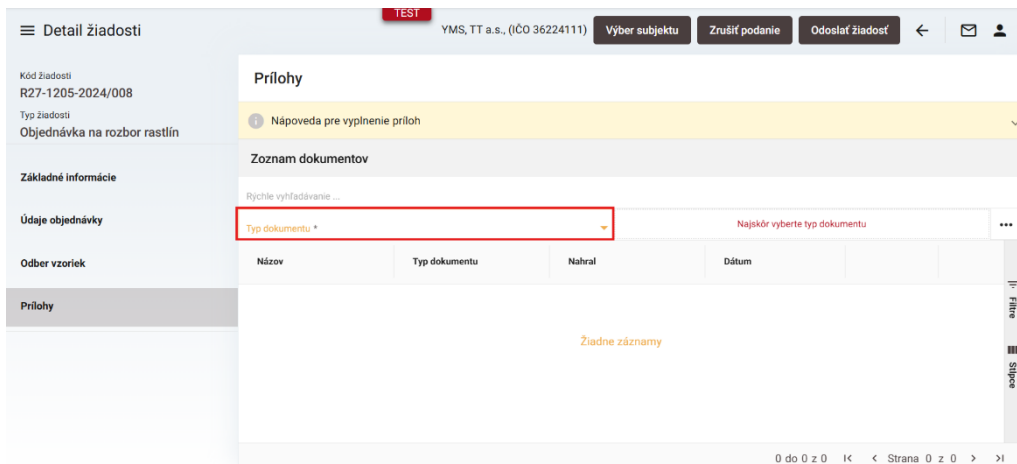 TEST
Detail žiadosti
YMS, TT a.s., (IČO 36224111)
Výber subjektu
Zrušiť podanie
Odoslať žiadosť
Kód žiadosti
R27-1205-2024/008
Typ žiadosti
Objednávka na rozbor rastlín
Základné informácie
Údaje objednávky
Odber vzoriek
Prílohy
Prílohy
Nápoveda pre vyplnenie príloh
Zoznam dokumentov
Rýchle vyhľadávanie ...
Typ dokumentu *
Najskôr vyberte typ dokumentu
Názov Typ dokumentu Nahral Dátum
Žiadne záznamy
Filtre
Stĺpce
0 do 0 z 0 Strana 0 z 0